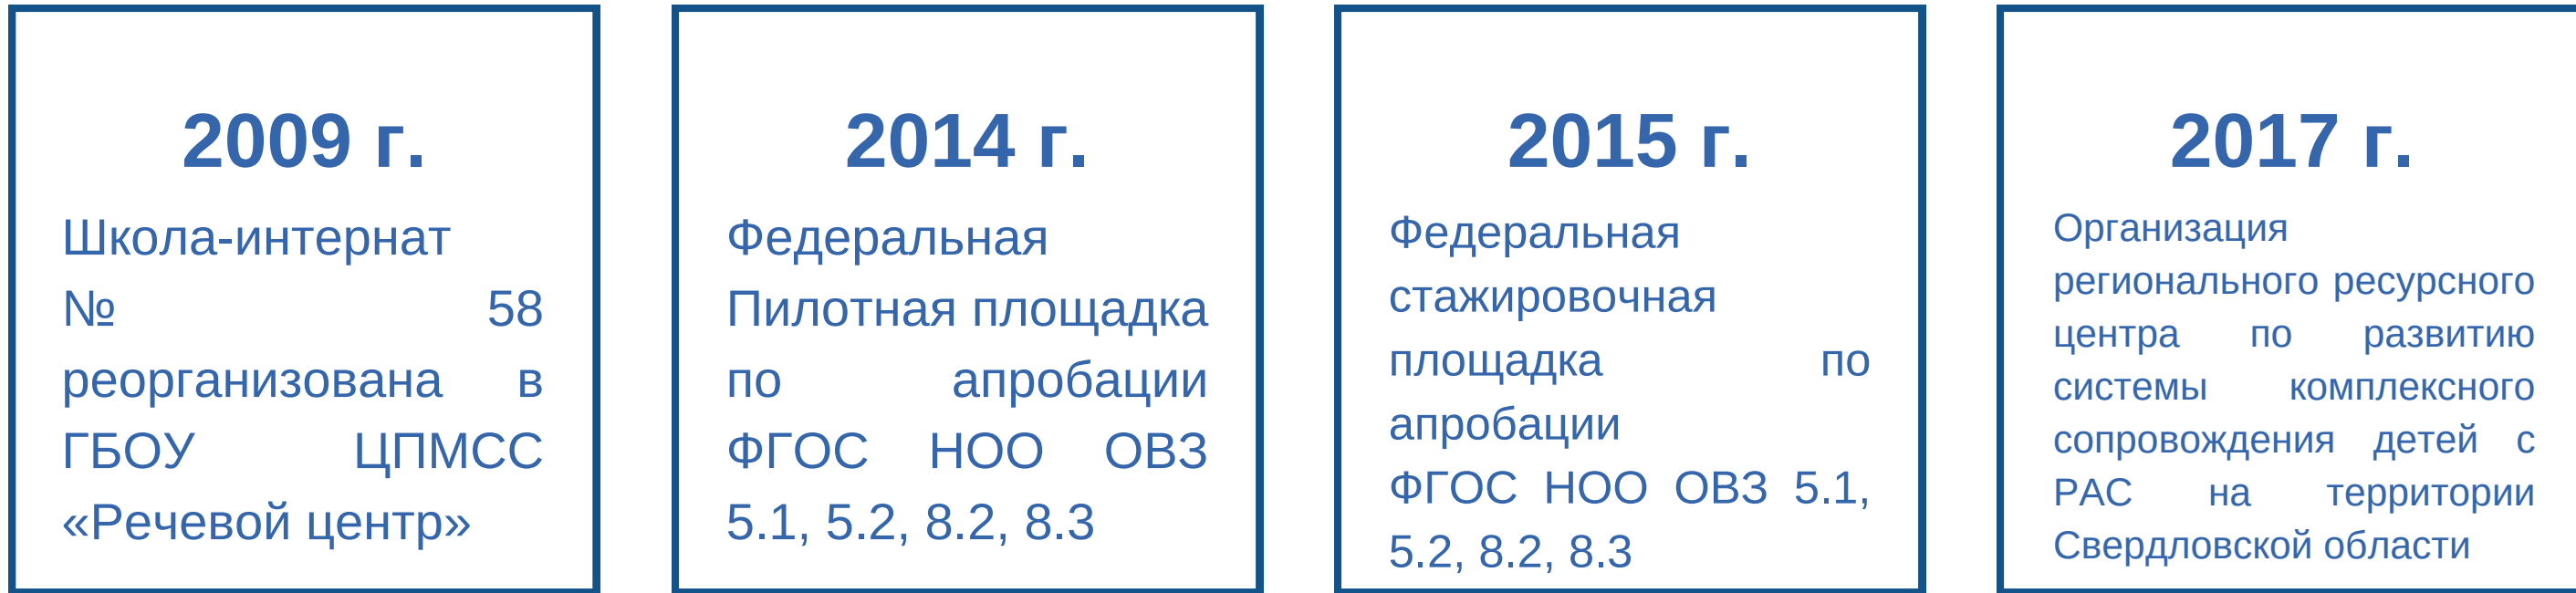 2009 г.
Школа-интернат
№ 58
реорганизована в
ГБОУ ЦПМСС
«Речевой центр»
2014 г.
Федеральная
Пилотная площадка
по апробации
ФГОС НОО ОВЗ
5.1, 5.2, 8.2, 8.3
2015 г.
Федеральная
стажировочная
площадка по
апробации
ФГОС НОО ОВЗ 5.1,
5.2, 8.2, 8.3
2017 г.
Организация
регионального ресурсного
центра по развитию
системы комплексного
сопровождения детей с
РАС на территории
Свердловской области